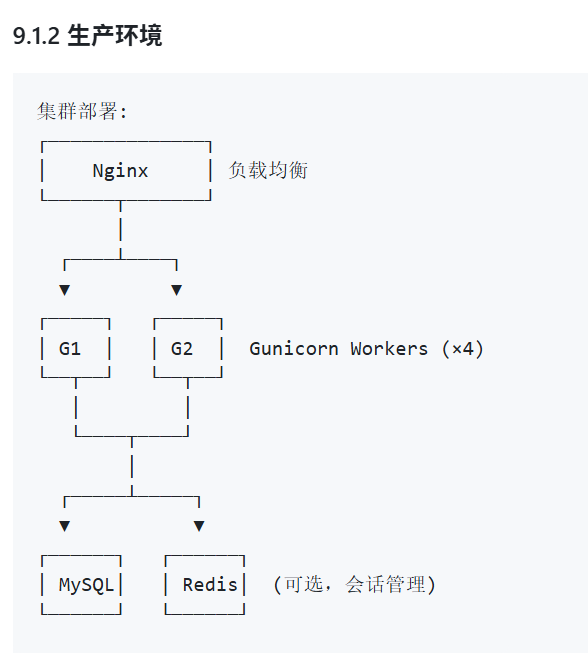 9.1.2 生产环境
集群部署:
Nginx 负载均衡
G1 G2 Gunicorn Workers (×4)
MySQL Redis (可选，会话管理)